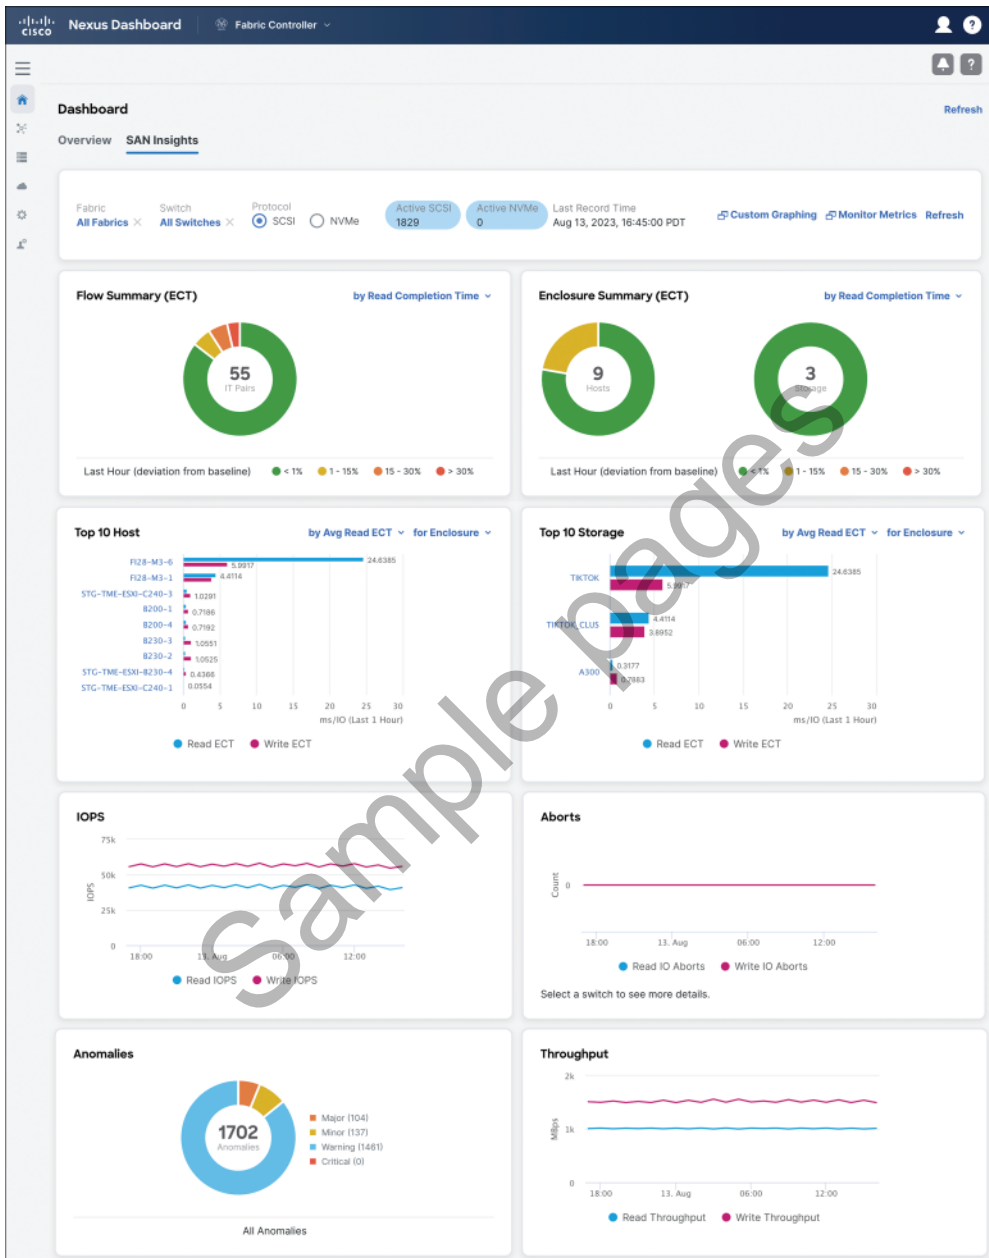 CISCO Nexus Dashboard Fabric Controller
?
?
Dashboard
Refresh
Overview SAN Insights
Fabric
All Fabrics
Switch
All Switches
Protocol
SCSI NVMe
Active SCSI
1829
Active NVMe
0
Last Record Time
Aug 13, 2023, 16:45:00 PDT
Custom Graphing Monitor Metrics Refresh
Flow Summary (ECT)
by Read Completion Time
55
IT Pairs
Last Hour (deviation from baseline) < 1% 1 - 15% 15 - 30% > 30%
Enclosure Summary (ECT)
by Read Completion Time
9
Hosts
3
Storage
Last Hour (deviation from baseline) < 1% 1 - 15% 15 - 30% > 30%
Top 10 Host
by Avg Read ECT for Enclosure
FI28-M3-6 24.6385
5.9917
FI28-M3-1 4.4114
STG-TME-ESXI-C240-3 1.0291
B200-1 0.7186
B200-4 0.7192
B230-3 1.0551
B230-2 1.0525
STG-TME-ESXI-B230-4 0.4366
STG-TME-ESXI-C240-1 0.0554
0 5 10 15 20 25 30
ms/IO (Last 1 Hour)
Read ECT Write ECT
Top 10 Storage
by Avg Read ECT for Enclosure
TIKTOK 24.6385
5.9917
TIKTOK_CLUS 4.4114
3.8952
A300 0.3177
0.7883
0 5 10 15 20 25 30
ms/IO (Last 1 Hour)
Read ECT Write ECT
IOPS
75k
50k
25k
0
IOPS
18:00 13. Aug 06:00 12:00
Read IOPS Write IOPS
Aborts
Count
0
18:00 13. Aug 06:00 12:00
Read IO Aborts Write IO Aborts
Select a switch to see more details.
Anomalies
1702
Anomalies
Major (104)
Minor (137)
Warning (1461)
Critical (0)
All Anomalies
Throughput
2k
1k
0
MBps
18:00 13. Aug 06:00 12:00
Read Throughput Write Throughput
Sample pages